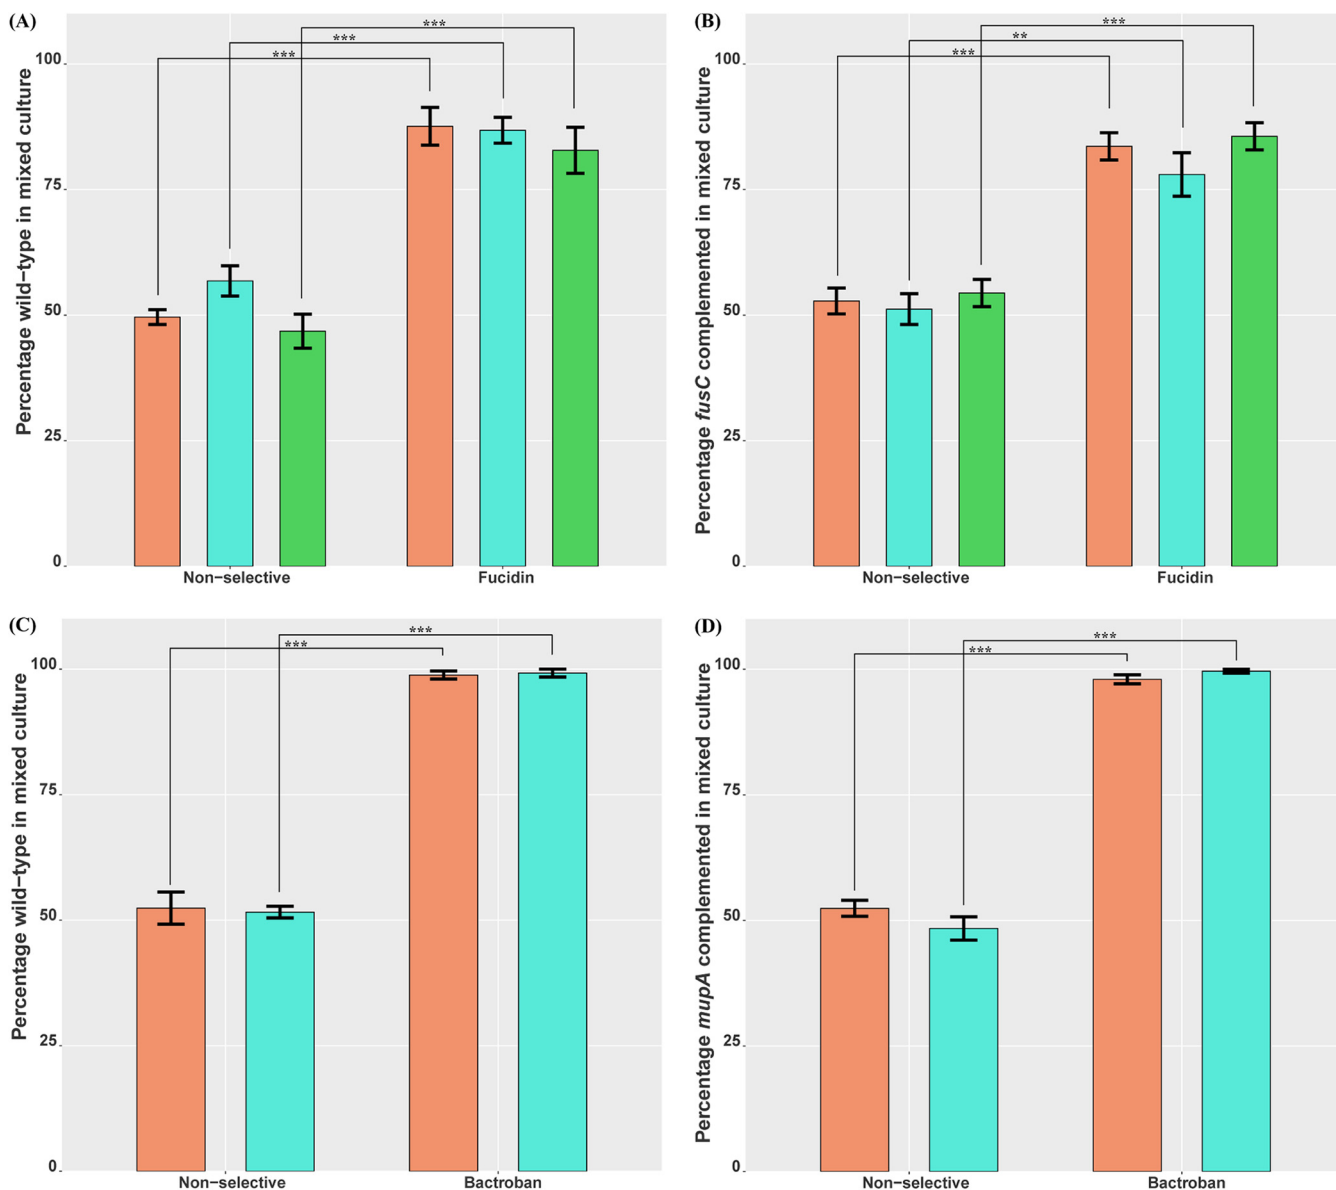 (A)
Percentage wild−type in mixed culture
100
75
50
25
0
***
***
***
Non−selective
Fucidin
(B)
Percentage fusC complemented in mixed culture
100
75
50
25
0
***
**
***
Non−selective
Fucidin
(C)
Percentage wild−type in mixed culture
100
75
50
25
0
***
***
Non−selective
Bactroban
(D)
Percentage mupA complemented in mixed culture
100
75
50
25
0
***
***
Non−selective
Bactroban